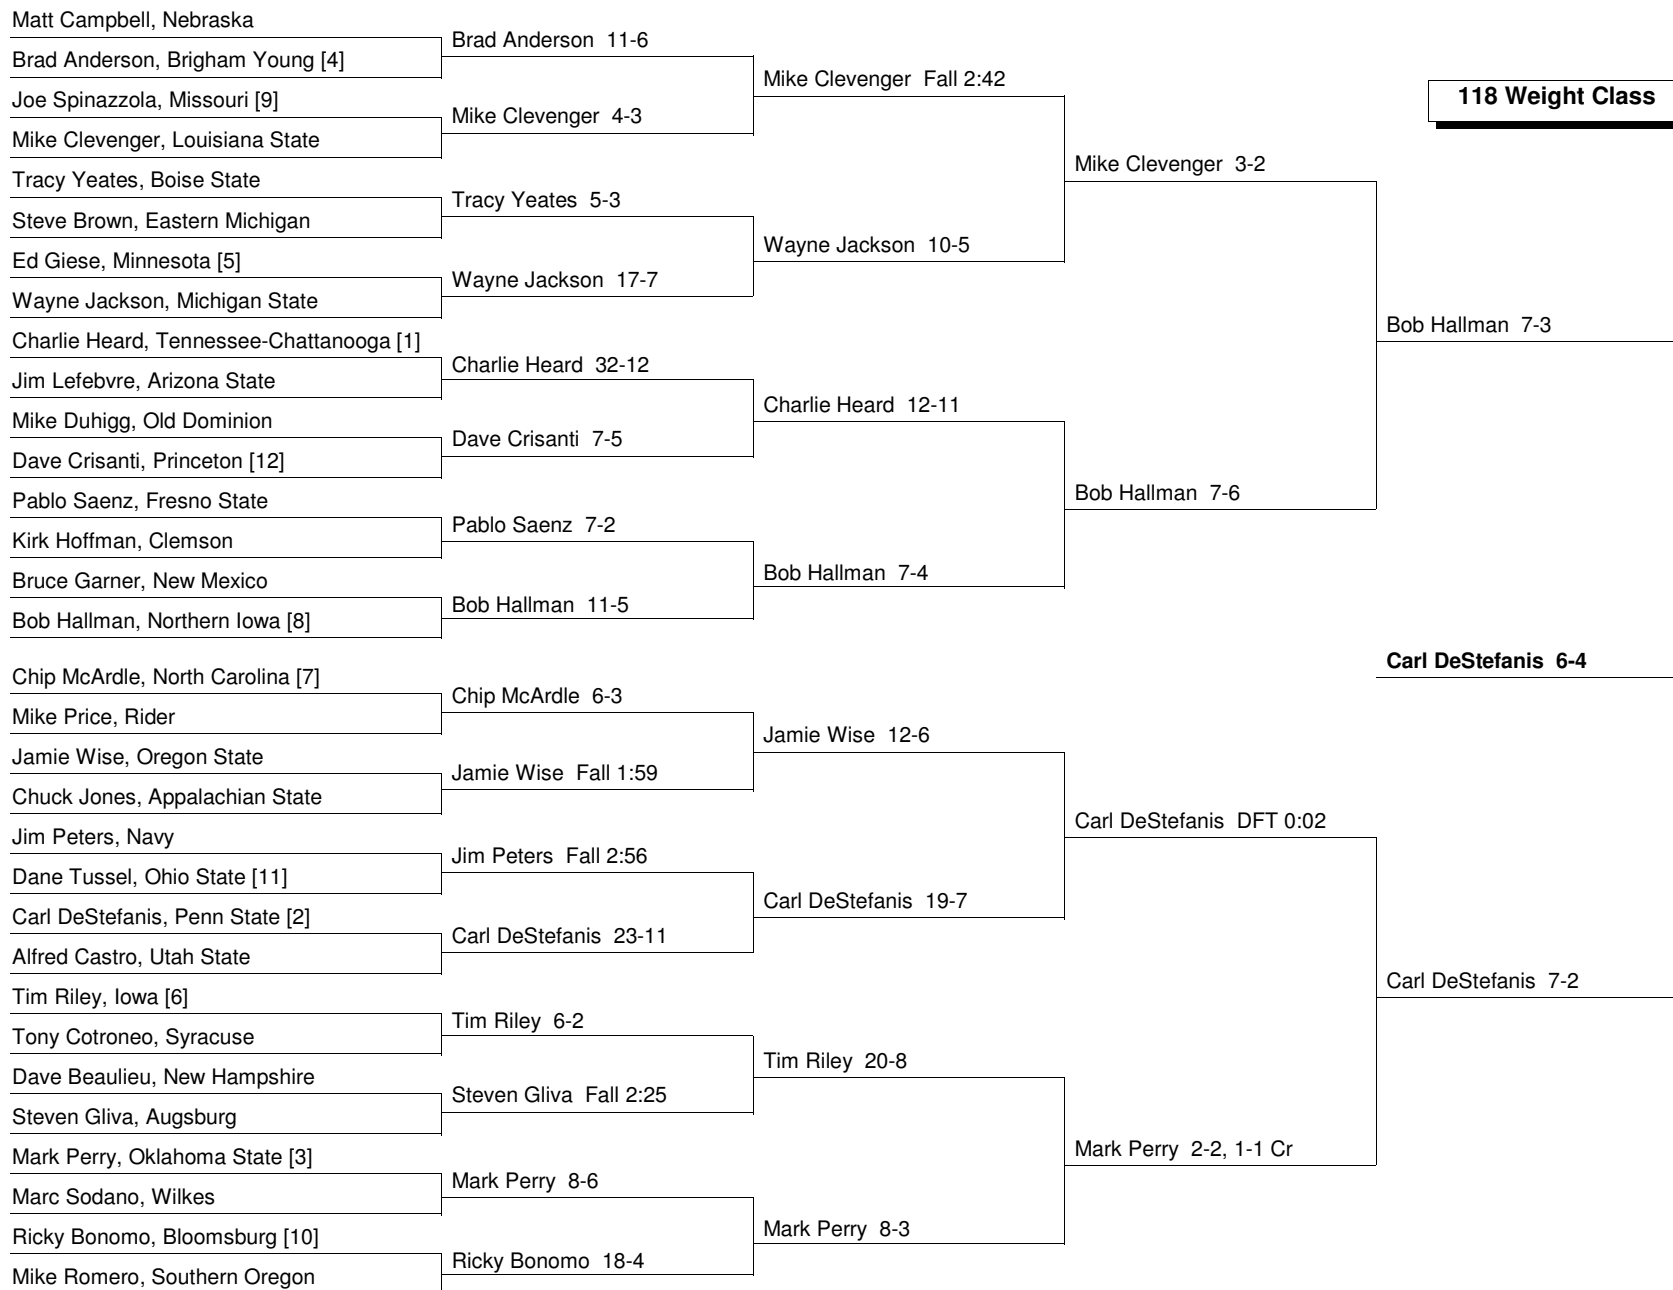 Matt Campbell, Nebraska
Brad Anderson, Brigham Young [4]
Joe Spinazzola, Missouri [9]
Mike Clevenger, Louisiana State
Tracy Yeates, Boise State
Steve Brown, Eastern Michigan
Ed Giese, Minnesota [5]
Wayne Jackson, Michigan State
Charlie Heard, Tennessee-Chattanooga [1]
Jim Lefebvre, Arizona State
Mike Duhigg, Old Dominion
Dave Crisanti, Princeton [12]
Pablo Saenz, Fresno State
Kirk Hoffman, Clemson
Bruce Garner, New Mexico
Bob Hallman, Northern Iowa [8]
Chip McArdle, North Carolina [7]
Mike Price, Rider
Jamie Wise, Oregon State
Chuck Jones, Appalachian State
Jim Peters, Navy
Dane Tussel, Ohio State [11]
Carl DeStefanis, Penn State [2]
Alfred Castro, Utah State
Tim Riley, Iowa [6]
Tony Cotroneo, Syracuse
Dave Beaulieu, New Hampshire
Steven Gliva, Augsburg
Mark Perry, Oklahoma State [3]
Marc Sodano, Wilkes
Ricky Bonomo, Bloomsburg [10]
Mike Romero, Southern Oregon
Brad Anderson 11-6
Mike Clevenger 4-3
Tracy Yeates 5-3
Wayne Jackson 17-7
Charlie Heard 32-12
Dave Crisanti 7-5
Pablo Saenz 7-2
Bob Hallman 11-5
Chip McArdle 6-3
Jamie Wise Fall 1:59
Jim Peters Fall 2:56
Carl DeStefanis 23-11
Tim Riley 6-2
Steven Gliva Fall 2:25
Mark Perry 8-6
Ricky Bonomo 18-4
Mike Clevenger Fall 2:42
Wayne Jackson 10-5
Charlie Heard 12-11
Bob Hallman 7-4
Jamie Wise 12-6
Carl DeStefanis 19-7
Tim Riley 20-8
Mark Perry 8-3
Mike Clevenger 3-2
Bob Hallman 7-6
Carl DeStefanis DFT 0:02
Mark Perry 2-2, 1-1 Cr
118 Weight Class
Bob Hallman 7-3
Carl DeStefanis 6-4
Carl DeStefanis 7-2